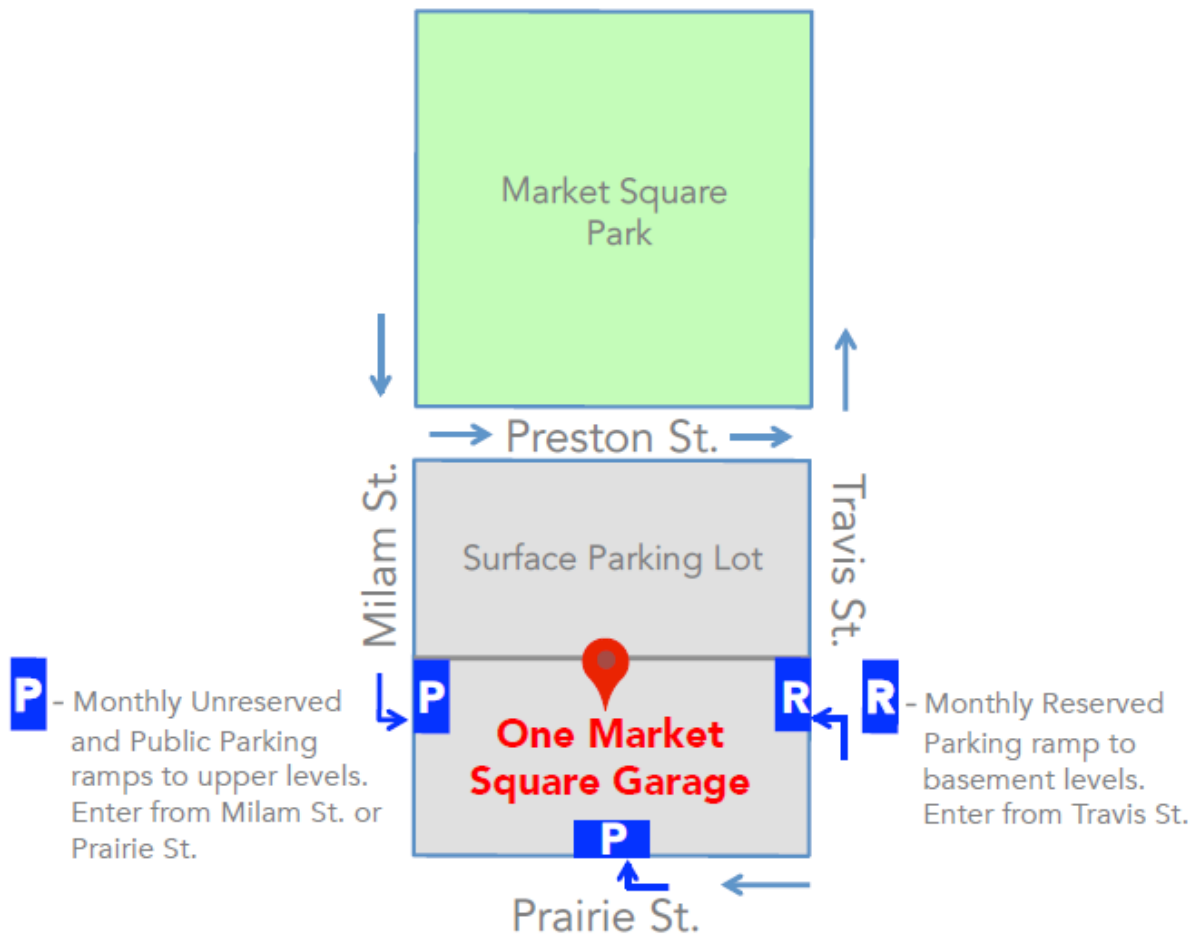 Market Square
Park
Preston St.
Milam St.
Travis St.
Surface Parking Lot
P
R
One Market
Square Garage
P
Prairie St.
P - Monthly Unreserved
and Public Parking
ramps to upper levels.
Enter from Milam St. or
Prairie St.
R - Monthly Reserved
Parking ramp to
basement levels.
Enter from Travis St.